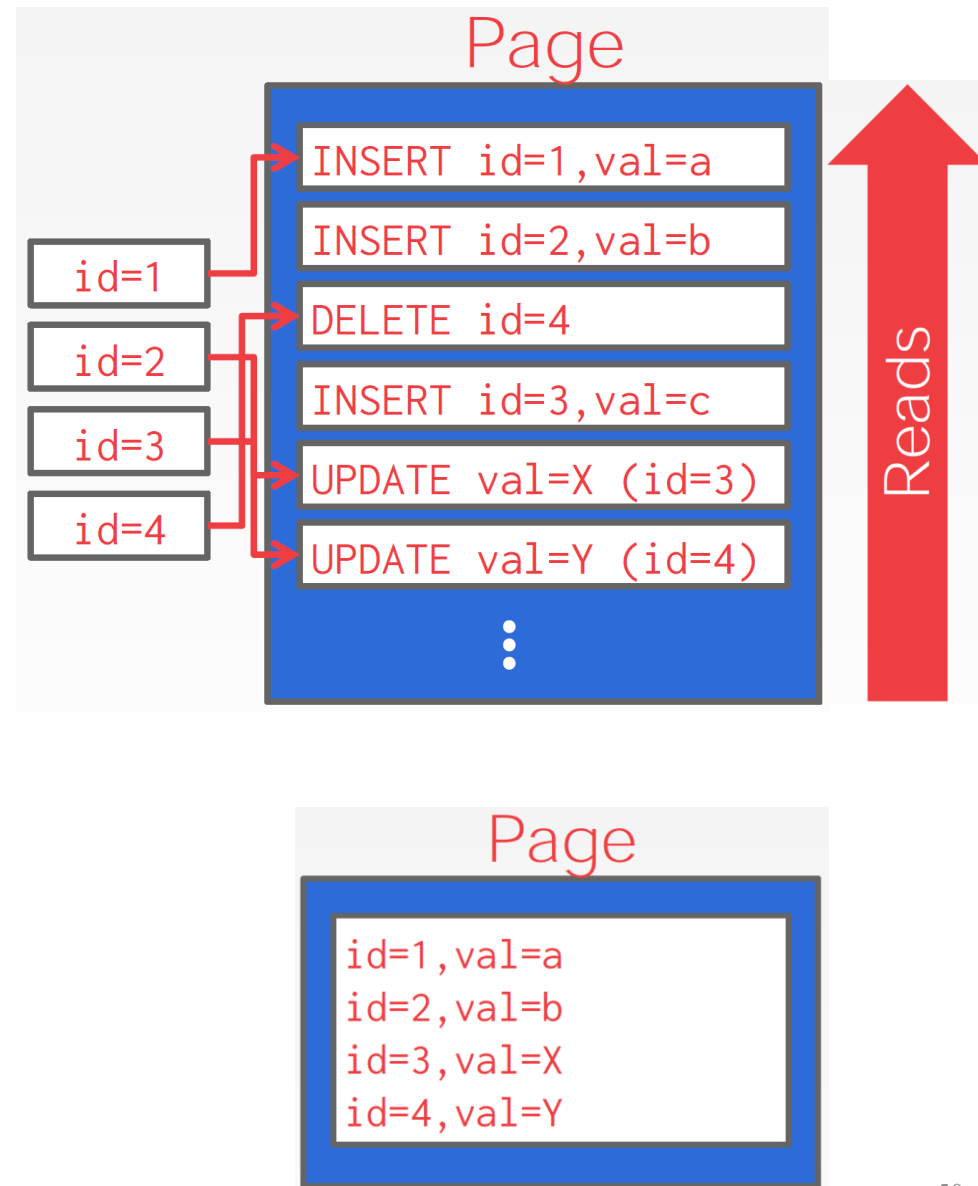 Page
INSERT id=1,val=a
INSERT id=2,val=b
DELETE id=4
INSERT id=3,val=c
UPDATE val=X (id=3)
UPDATE val=Y (id=4)
id=1
id=2
id=3
id=4
Reads
Page
id=1,val=a
id=2,val=b
id=3,val=X
id=4,val=Y